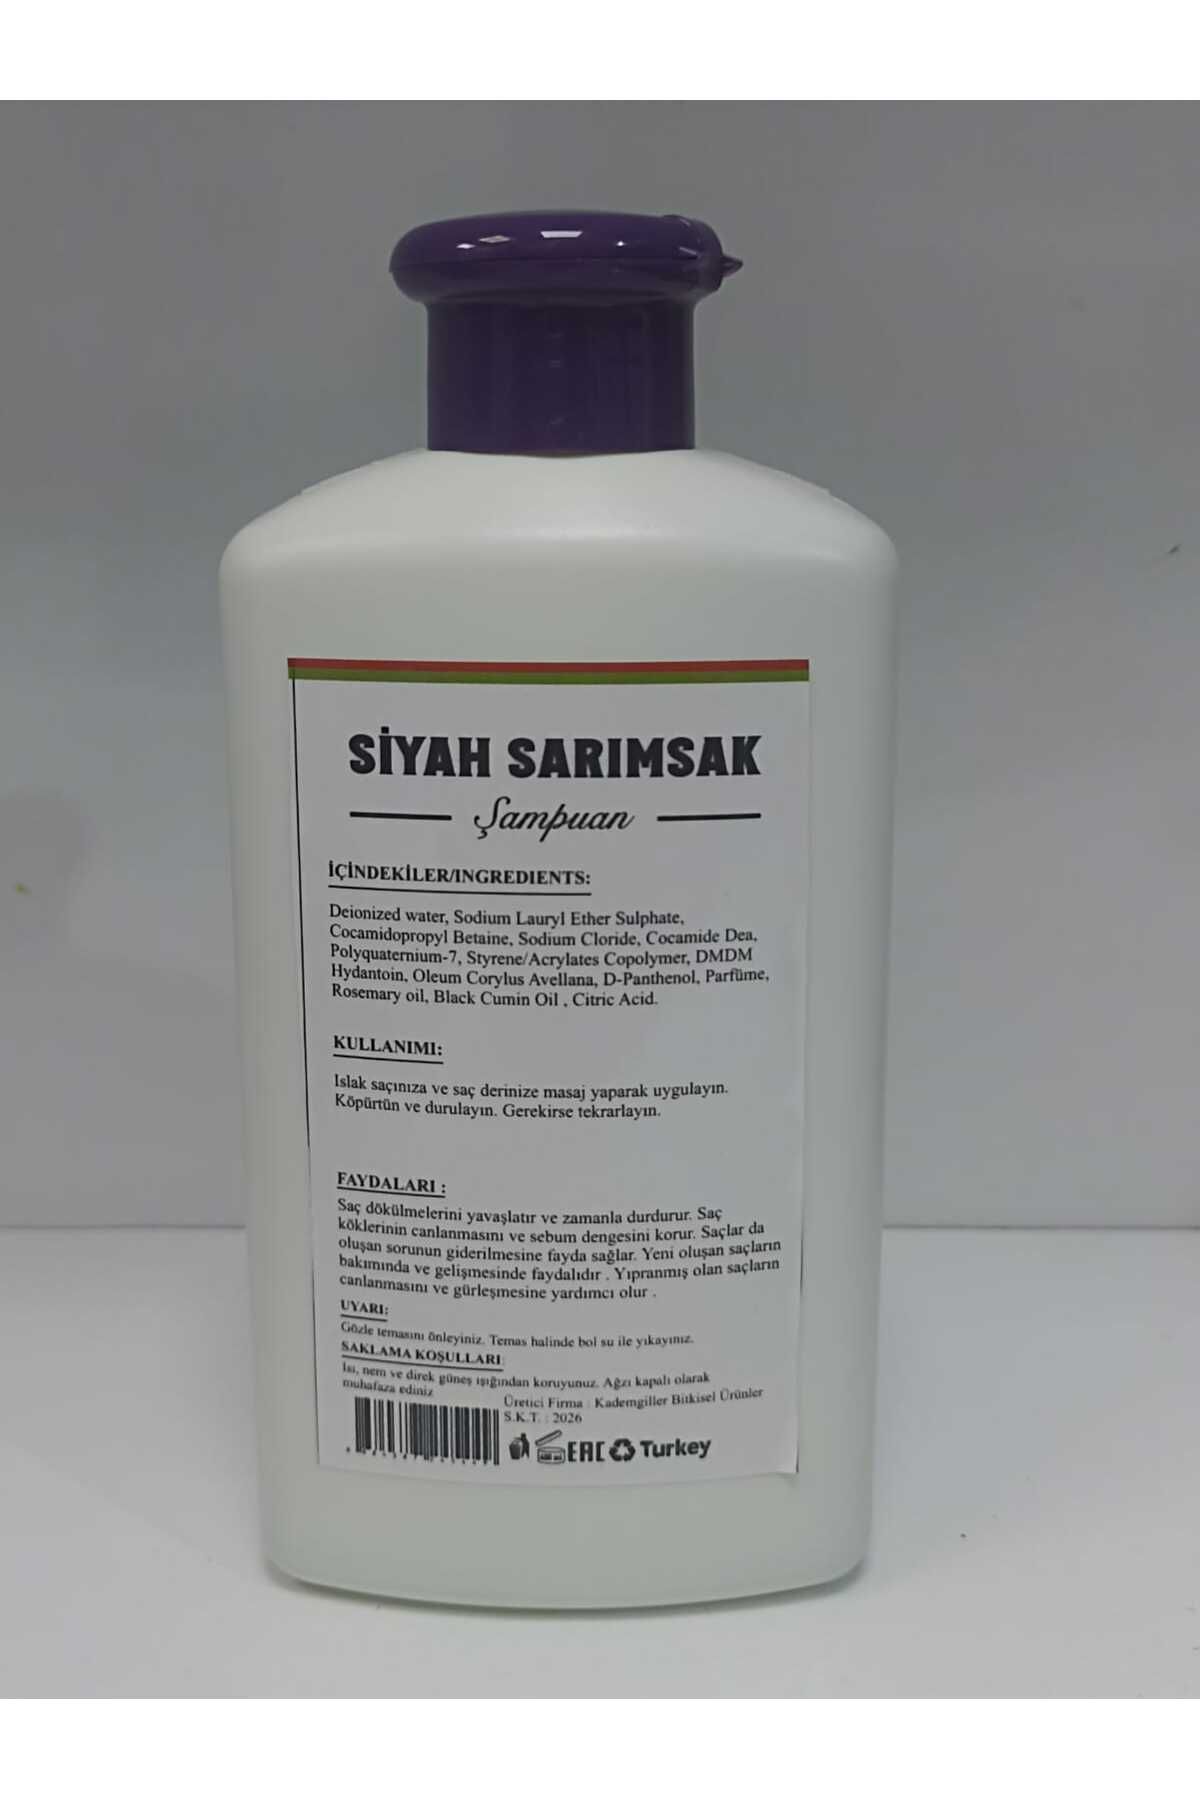 SİYAH SARIMSAK
Şampuan
İÇİNDEKİLER/INGREDIENTS:
Deionized water, Sodium Lauryl Ether Sulphate,
Cocamidopropyl Betaine, Sodium Cloride, Cocamide Dea,
Polyquaternium-7, Styrene/Acrylates Copolymer, DMDM
Hydantoin, Oleum Corylus Avellana, D-Panthenol, Parfüme,
Rosemary oil, Black Cumin Oil , Citric Acid.
KULLANIMI:
Islak saçınıza ve saç derinize masaj yaparak uygulayın.
Köpürtün ve durulayın. Gerekirse tekrarlayın.
FAYDALARI :
Saç dökülmelerini yavaşlatır ve zamanla durdurur. Saç
köklerinin canlanmasını ve sebum dengesini korur. Saçlar da
oluşan sorunun giderilmesine fayda sağlar. Yeni oluşan saçların
bakımında ve gelişmesinde faydalıdır . Yıpranmış olan saçların
canlanmasını ve gürleşmesine yardımcı olur .
UYARI:
Gözle temasını önleyiniz. Temas halinde bol su ile yıkayınız.
SAKLAMA KOŞULLARI:
Isı, nem ve direk güneş ışığından koruyunuz. Ağzı kapalı olarak
muhafaza ediniz
Üretici Firma : Kademgiller Bitkisel Ürünler
S.K.T. : 2026
EAC Turkey